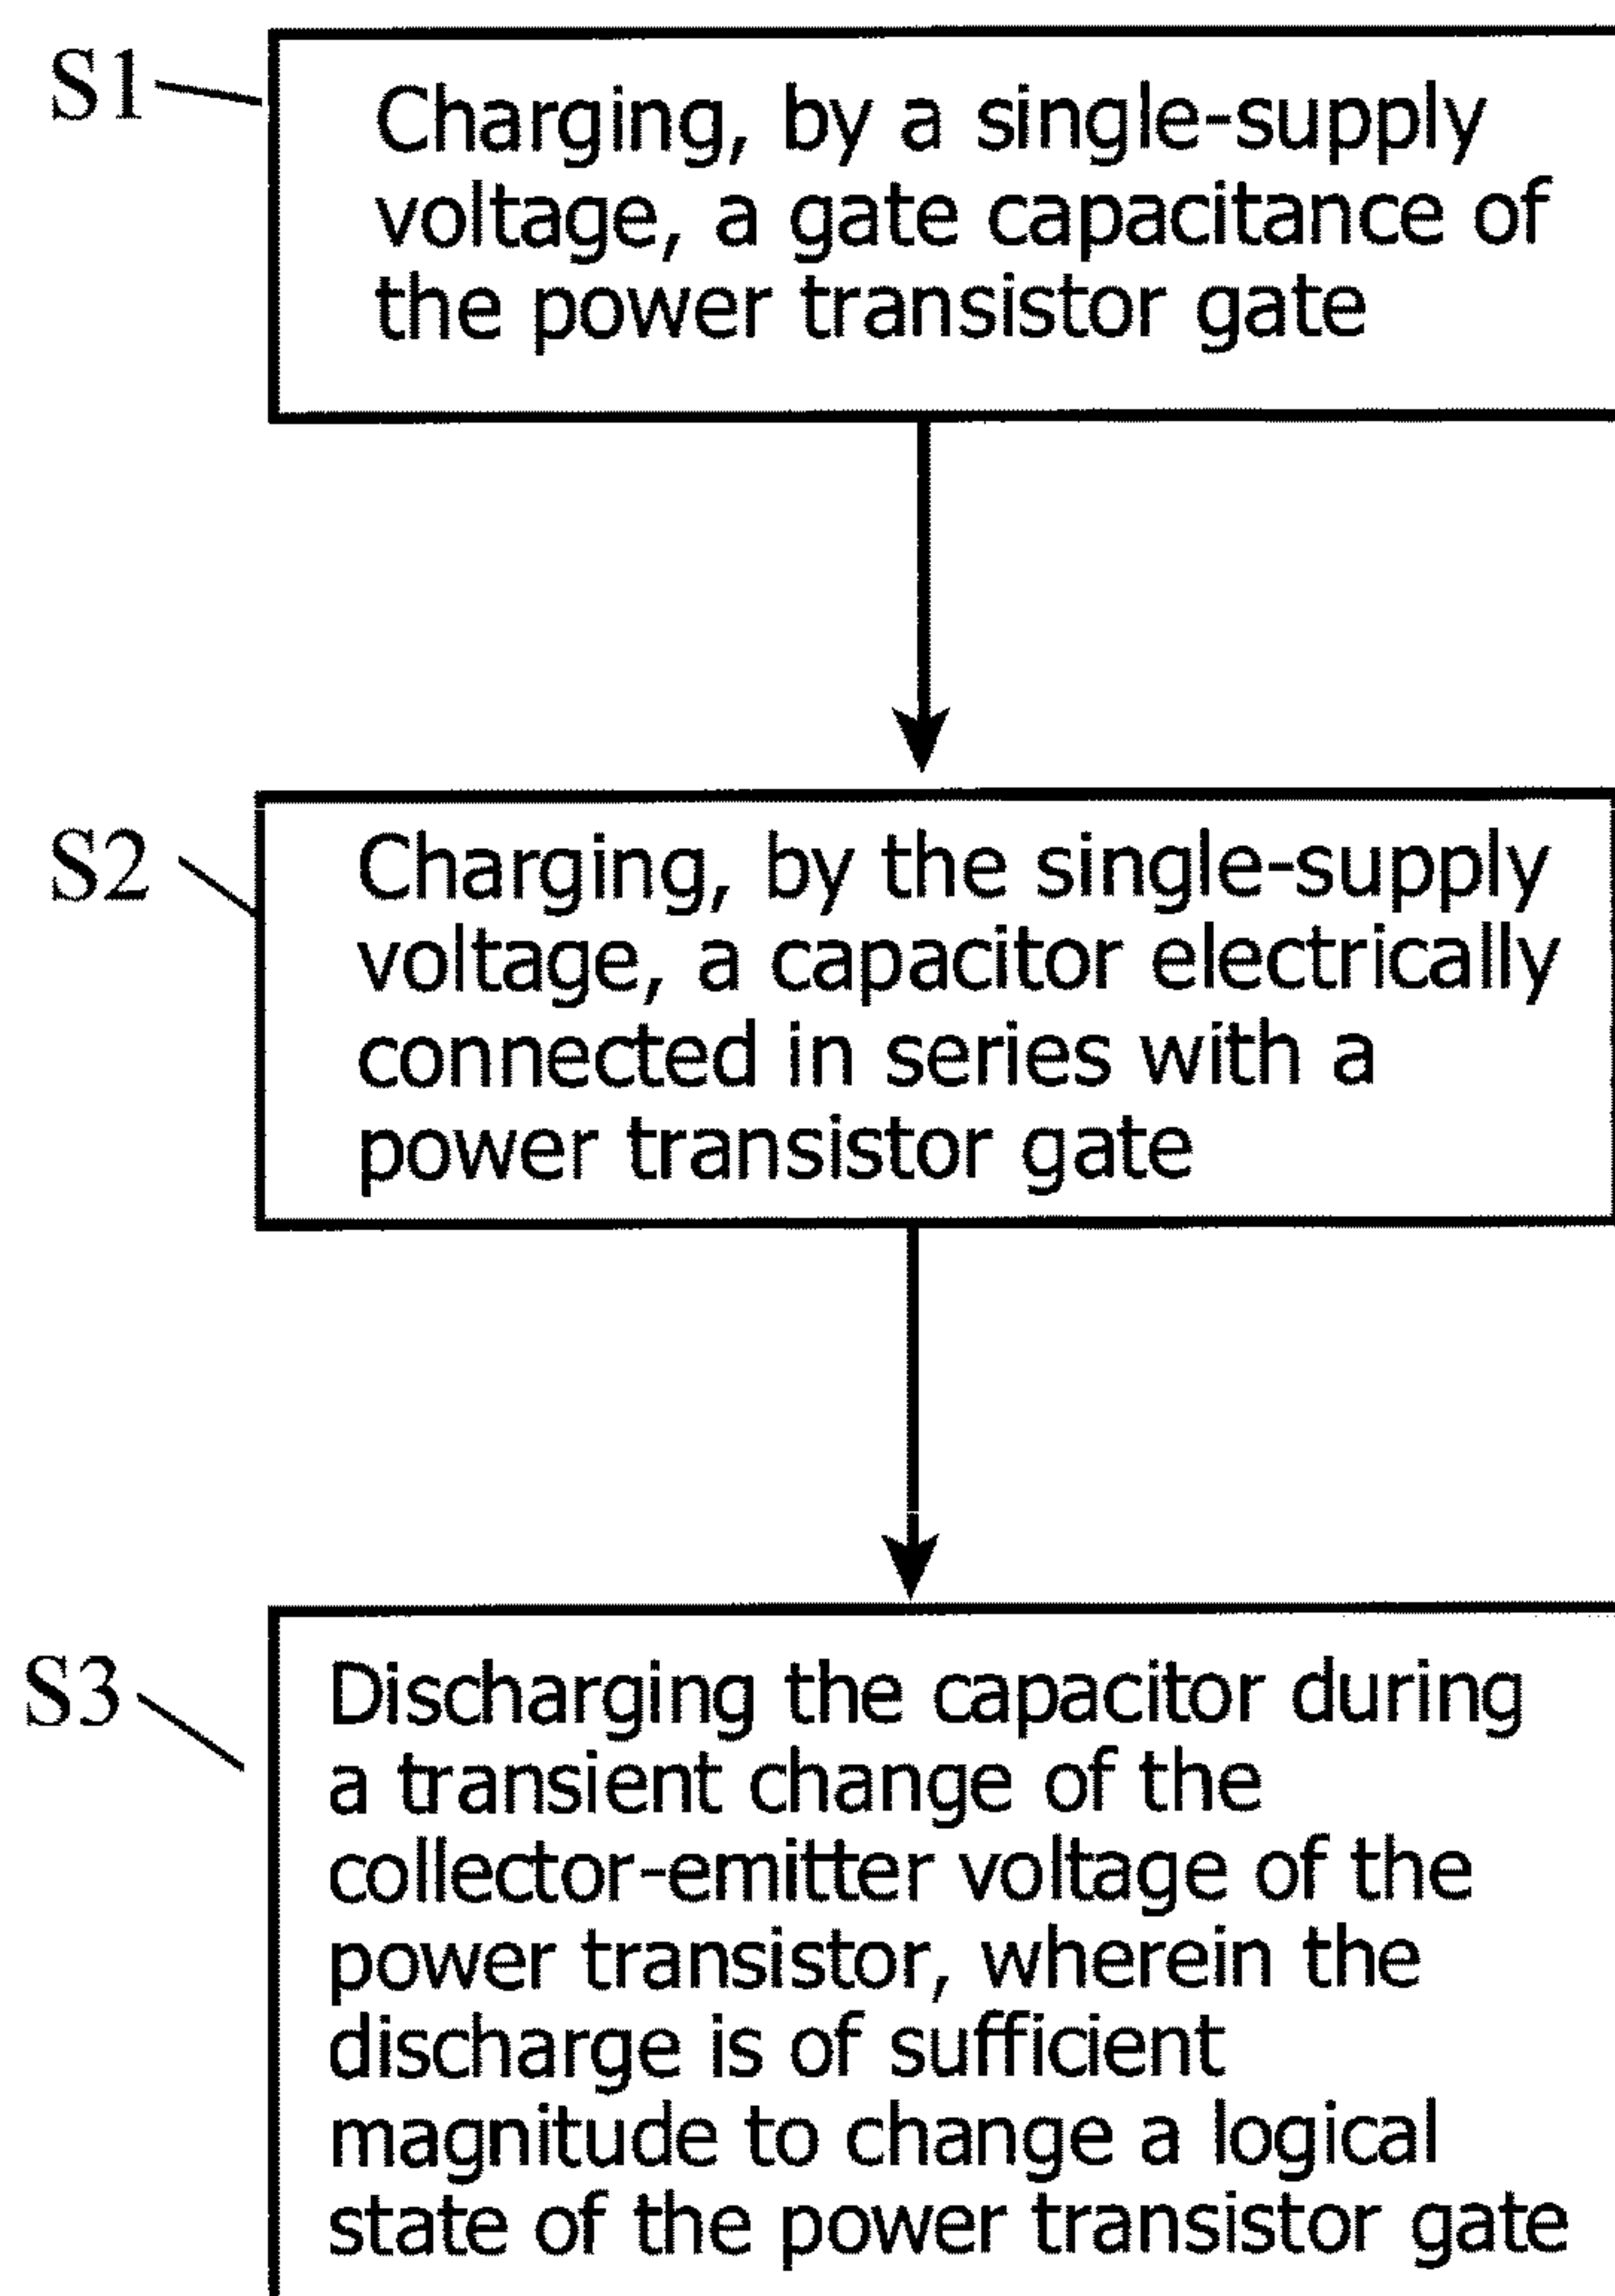 S1
Charging, by a single-supply
voltage, a gate capacitance of
the power transistor gate
S2
Charging, by the single-supply
voltage, a capacitor electrically
connected in series with a
power transistor gate
S3
Discharging the capacitor during
a transient change of the
collector-emitter voltage of the
power transistor, wherein the
discharge is of sufficient
magnitude to change a logical
state of the power transistor gate